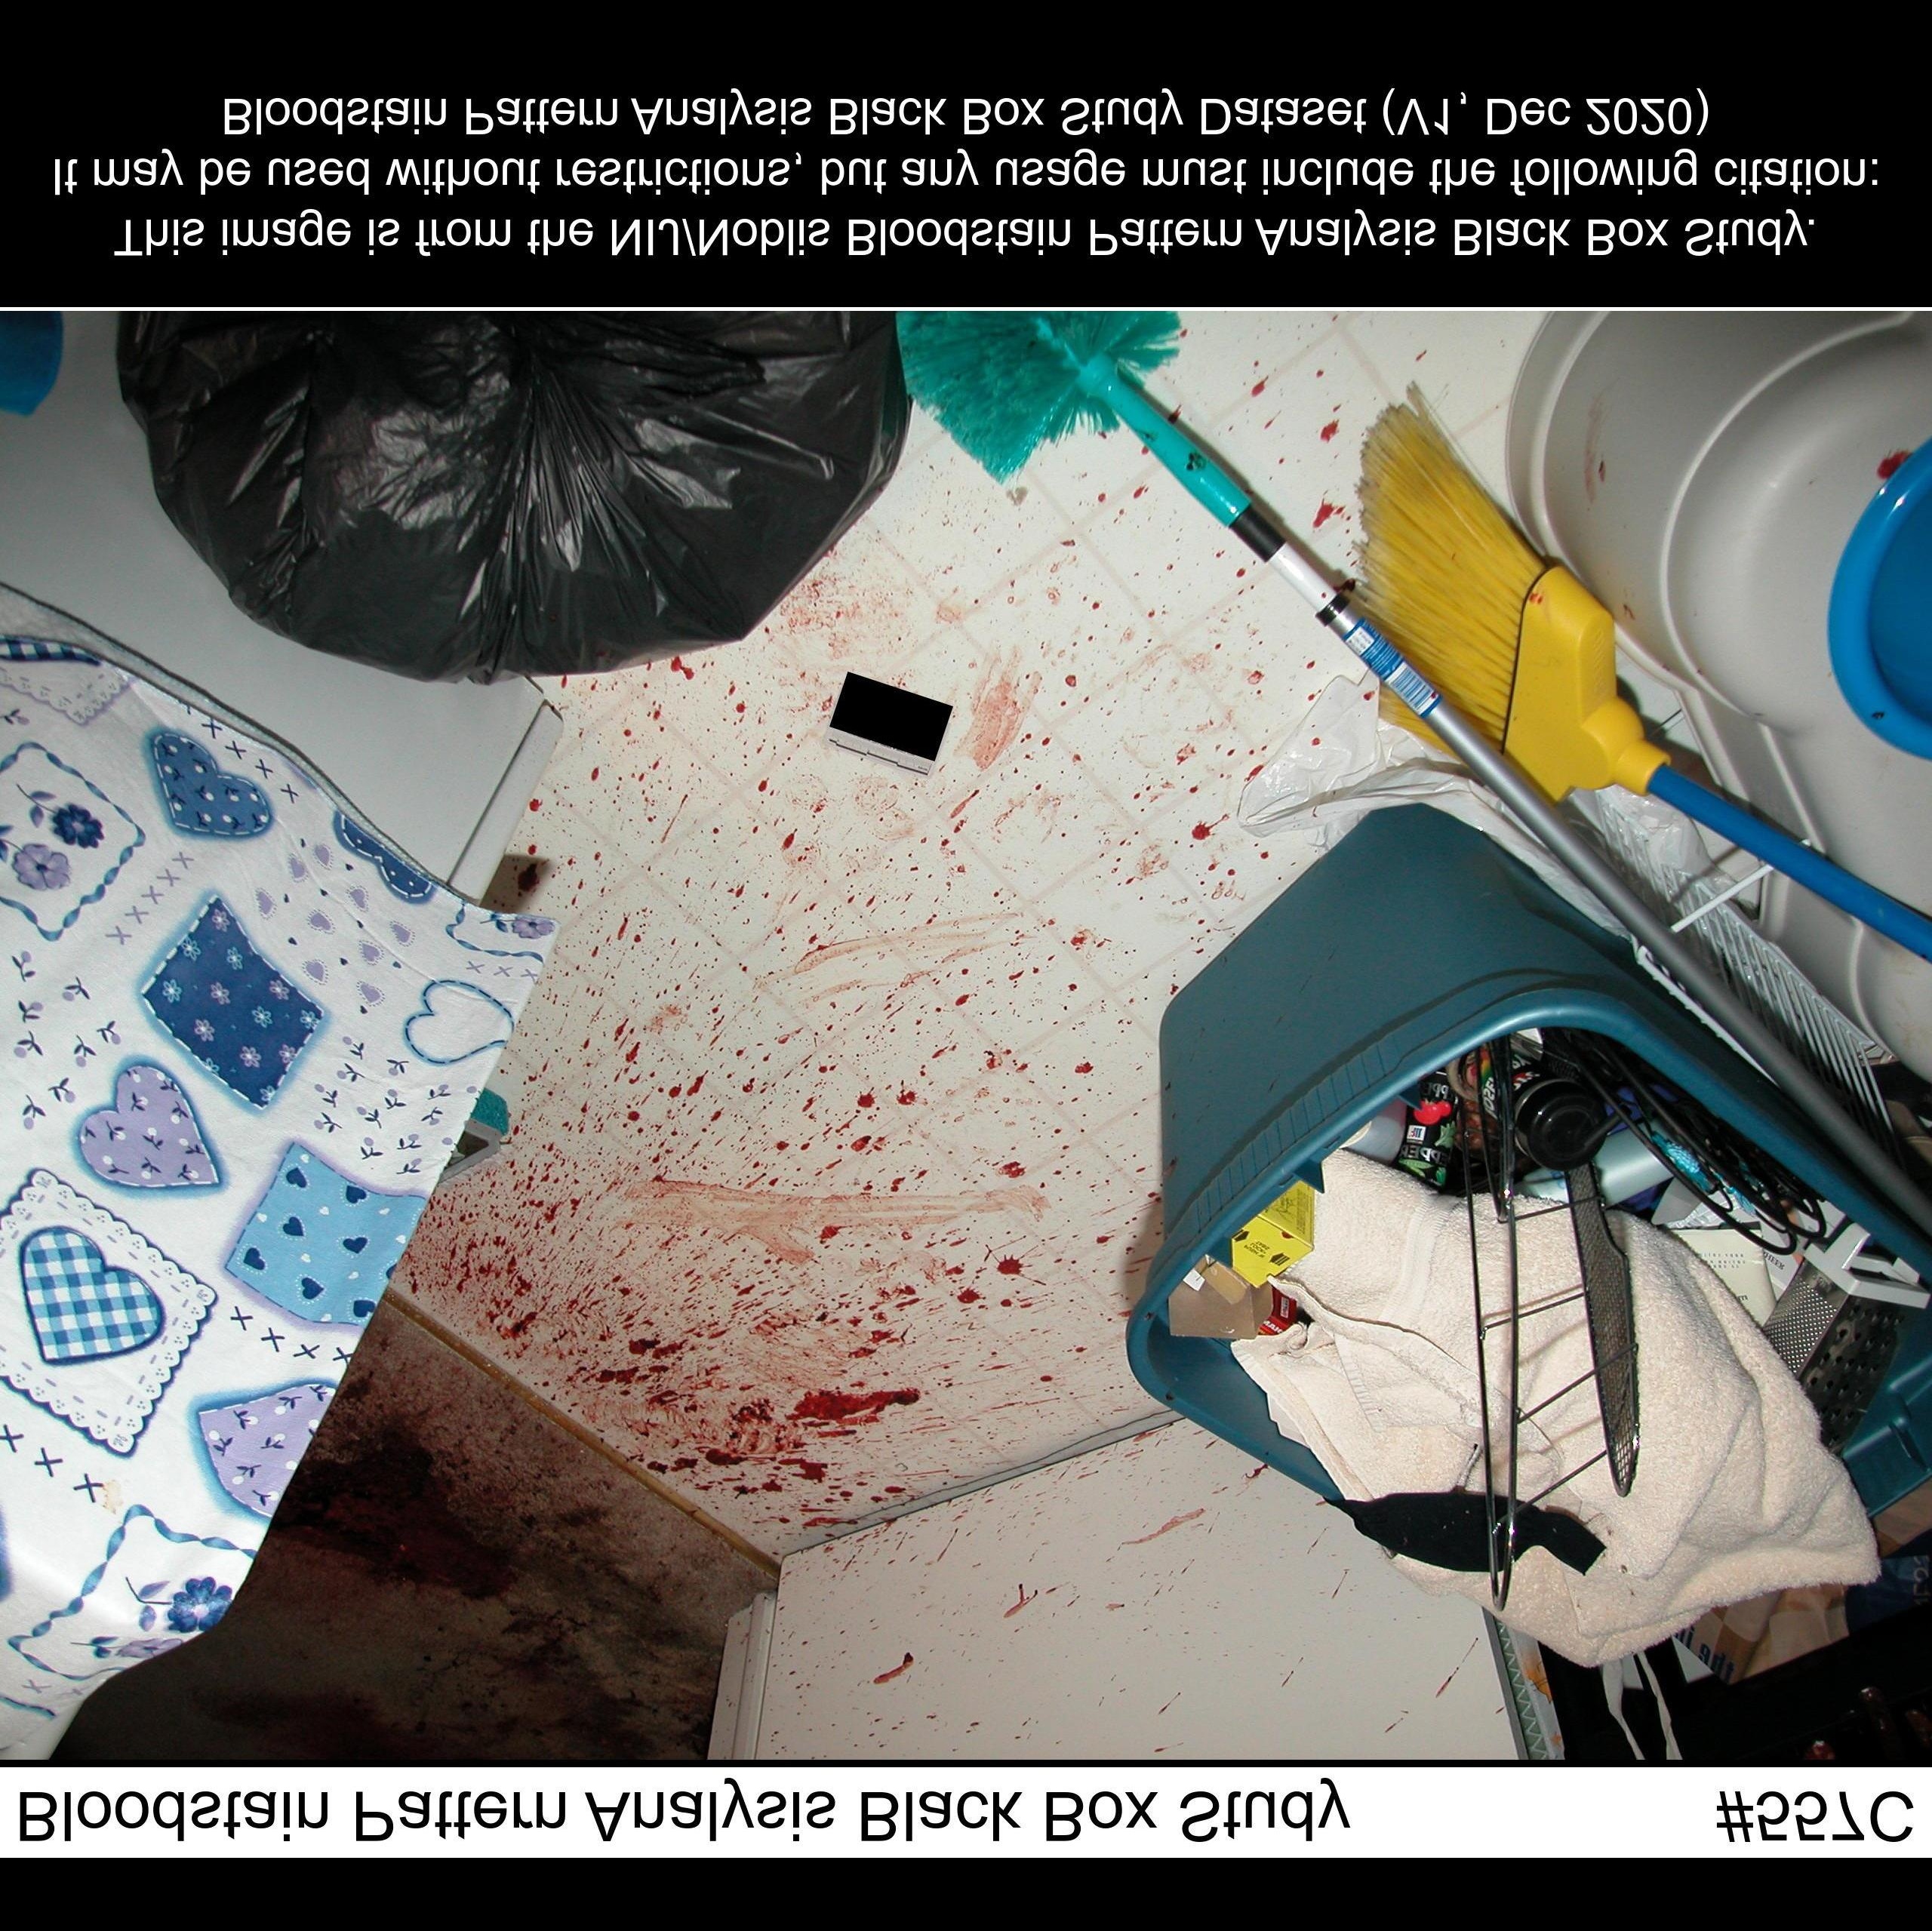 Bloodstain Pattern Analysis Black Box Study #557C
This image is from the NIJ/Noblis Bloodstain Pattern Analysis Black Box Study.
It may be used without restrictions, but any usage must include the following citation:
Bloodstain Pattern Analysis Black Box Study Dataset (V1, Dec 2020)